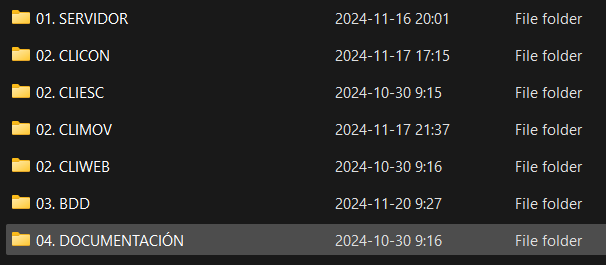 01. SERVIDOR 2024-11-16 20:01 File folder
02. CLICON 2024-11-17 17:15 File folder
02. CLIESC 2024-10-30 9:15 File folder
02. CLIMOV 2024-11-17 21:37 File folder
02. CLIWEB 2024-10-30 9:16 File folder
03. BDD 2024-11-20 9:27 File folder
04. DOCUMENTACIÓN 2024-10-30 9:16 File folder